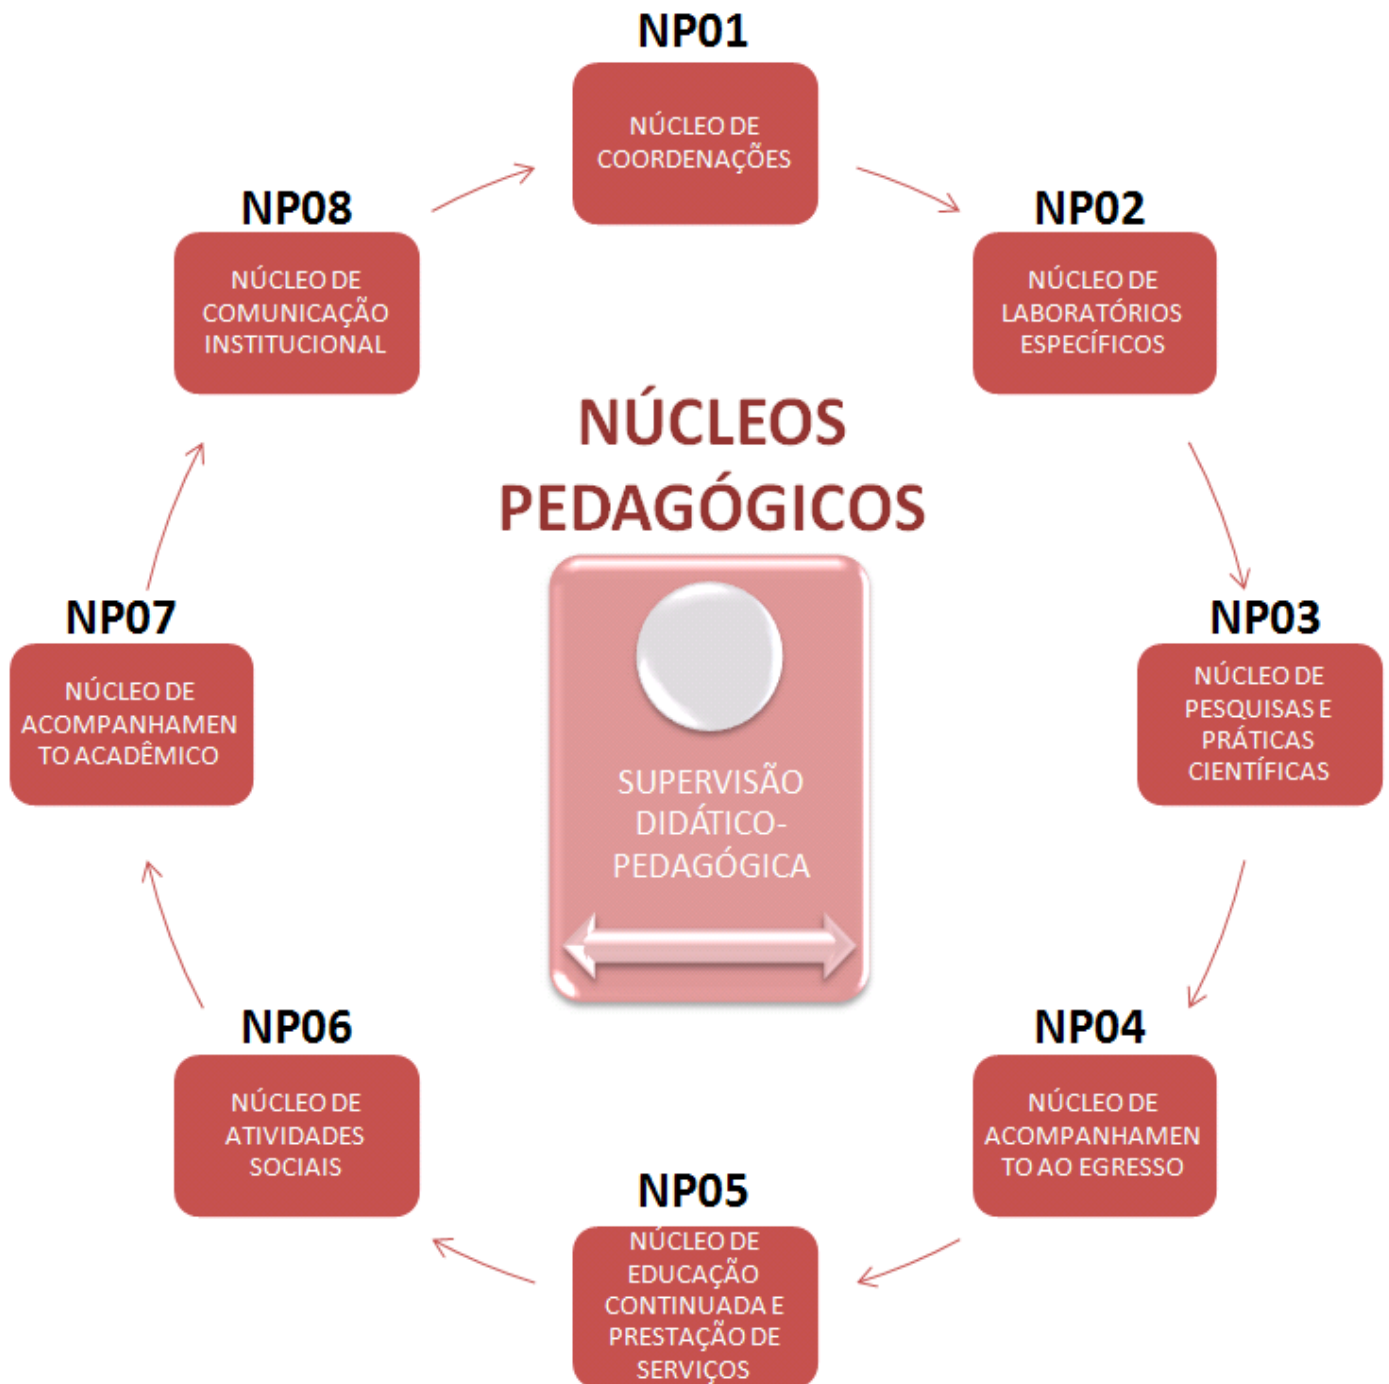 NP01
NÚCLEO DE
COORDENAÇÕES
NP02
NÚCLEO DE
LABORATÓRIOS
ESPECÍFICOS
NP03
NÚCLEO DE
PESQUISAS E
PRÁTICAS
CIENTÍFICAS
NP04
NÚCLEO DE
ACOMPANHAMEN
TO AO EGRESSO
NP05
NÚCLEO DE
EDUCAÇÃO
CONTINUADA E
PRESTAÇÃO DE
SERVIÇOS
NP06
NÚCLEO DE
ATIVIDADES
SOCIAIS
NP07
NÚCLEO DE
ACOMPANHAMEN
TO ACADÊMICO
NP08
NÚCLEO DE
COMUNICAÇÃO
INSTITUCIONAL
NÚCLEOS
PEDAGÓGICOS
SUPERVISÃO
DIDÁTICO-
PEDAGÓGICA